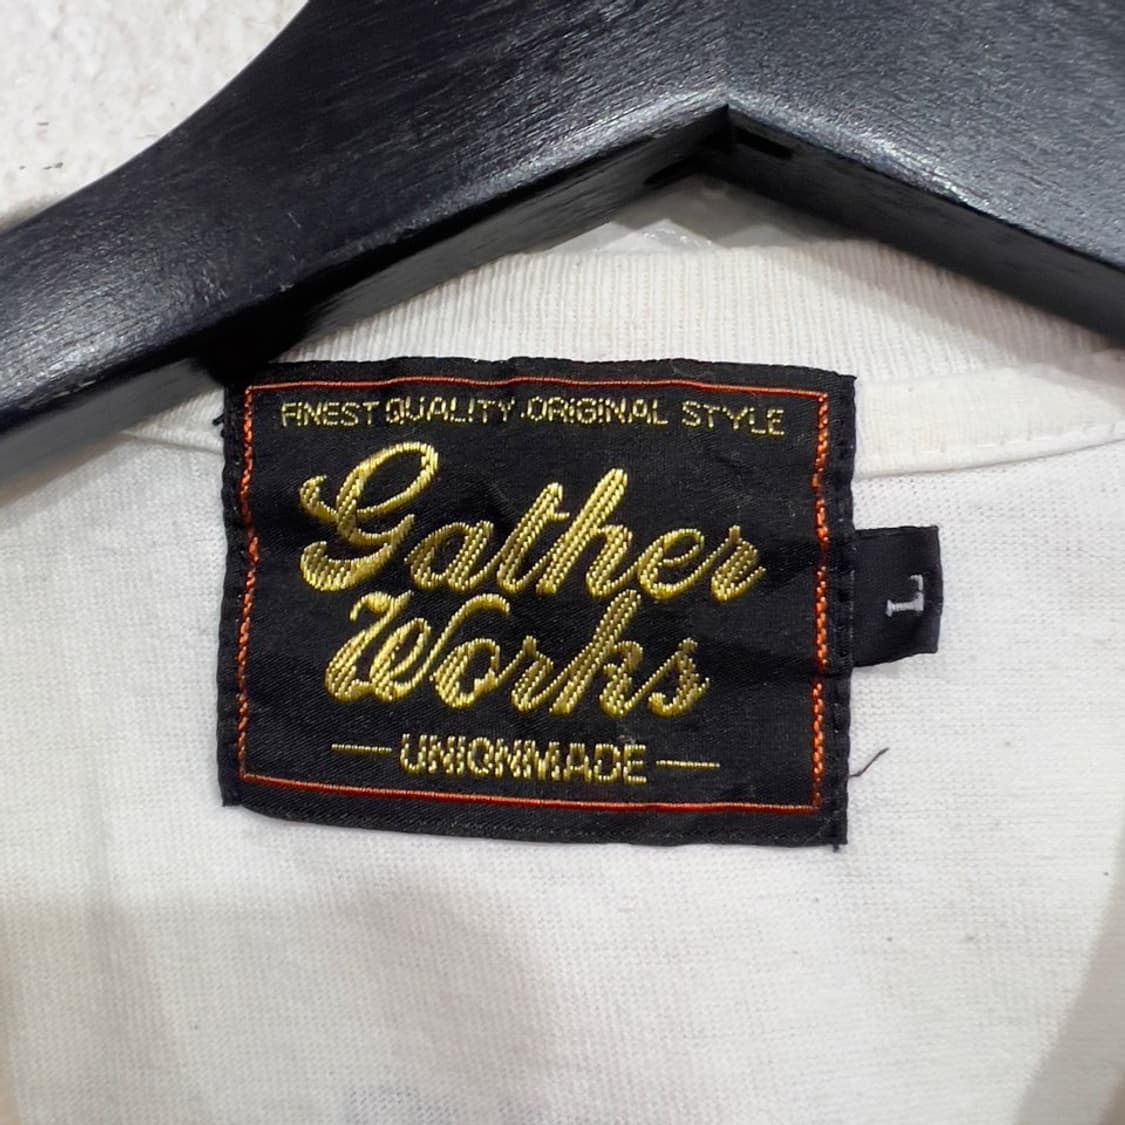 FINEST QUALITY ORIGINAL STYLE
Gather
Works
UNIONMADE
L